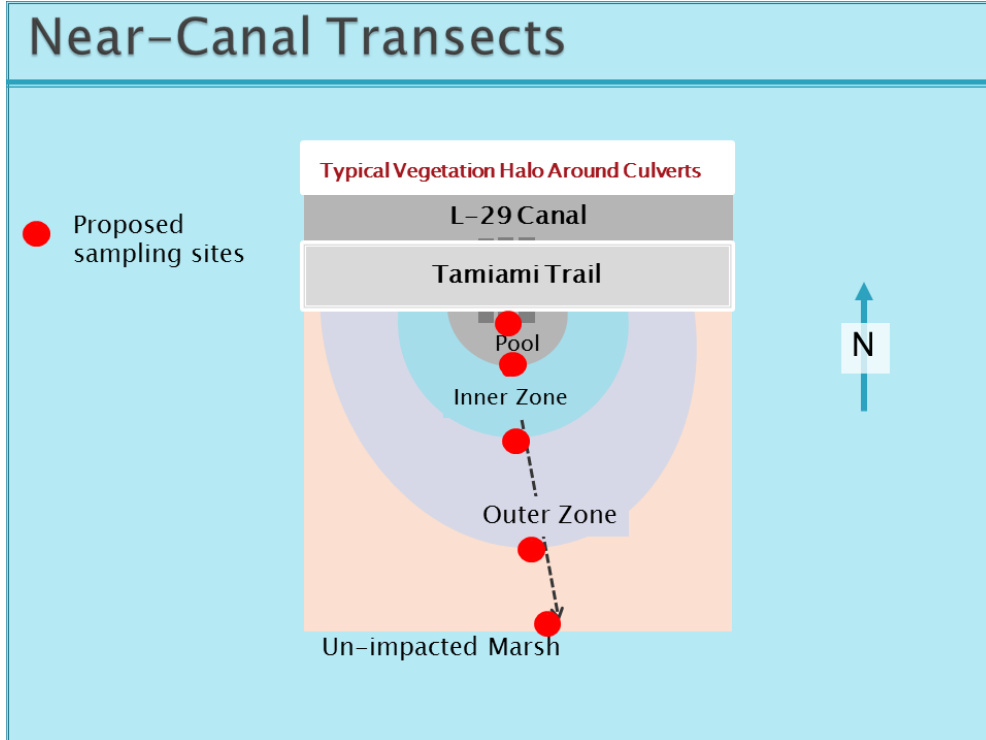 Near-Canal Transects
Typical Vegetation Halo Around Culverts
L-29 Canal
Proposed
sampling sites
Tamiami Trail
N
Pool
Inner Zone
Outer Zone
Un-impacted Marsh